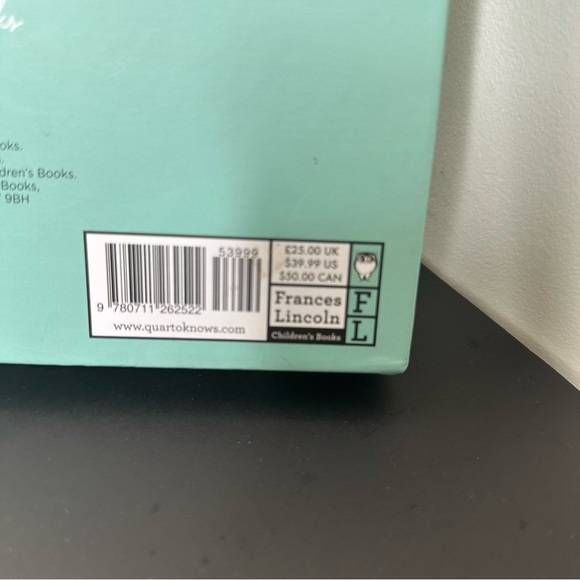 oks.
dren's Books.
Books,
9BH
53999
9 780711 262522
www.quartoknows.com
£25.00 UK
$39.99 US
$50.00 CAN
Frances
Lincoln
Children's Books
F
L